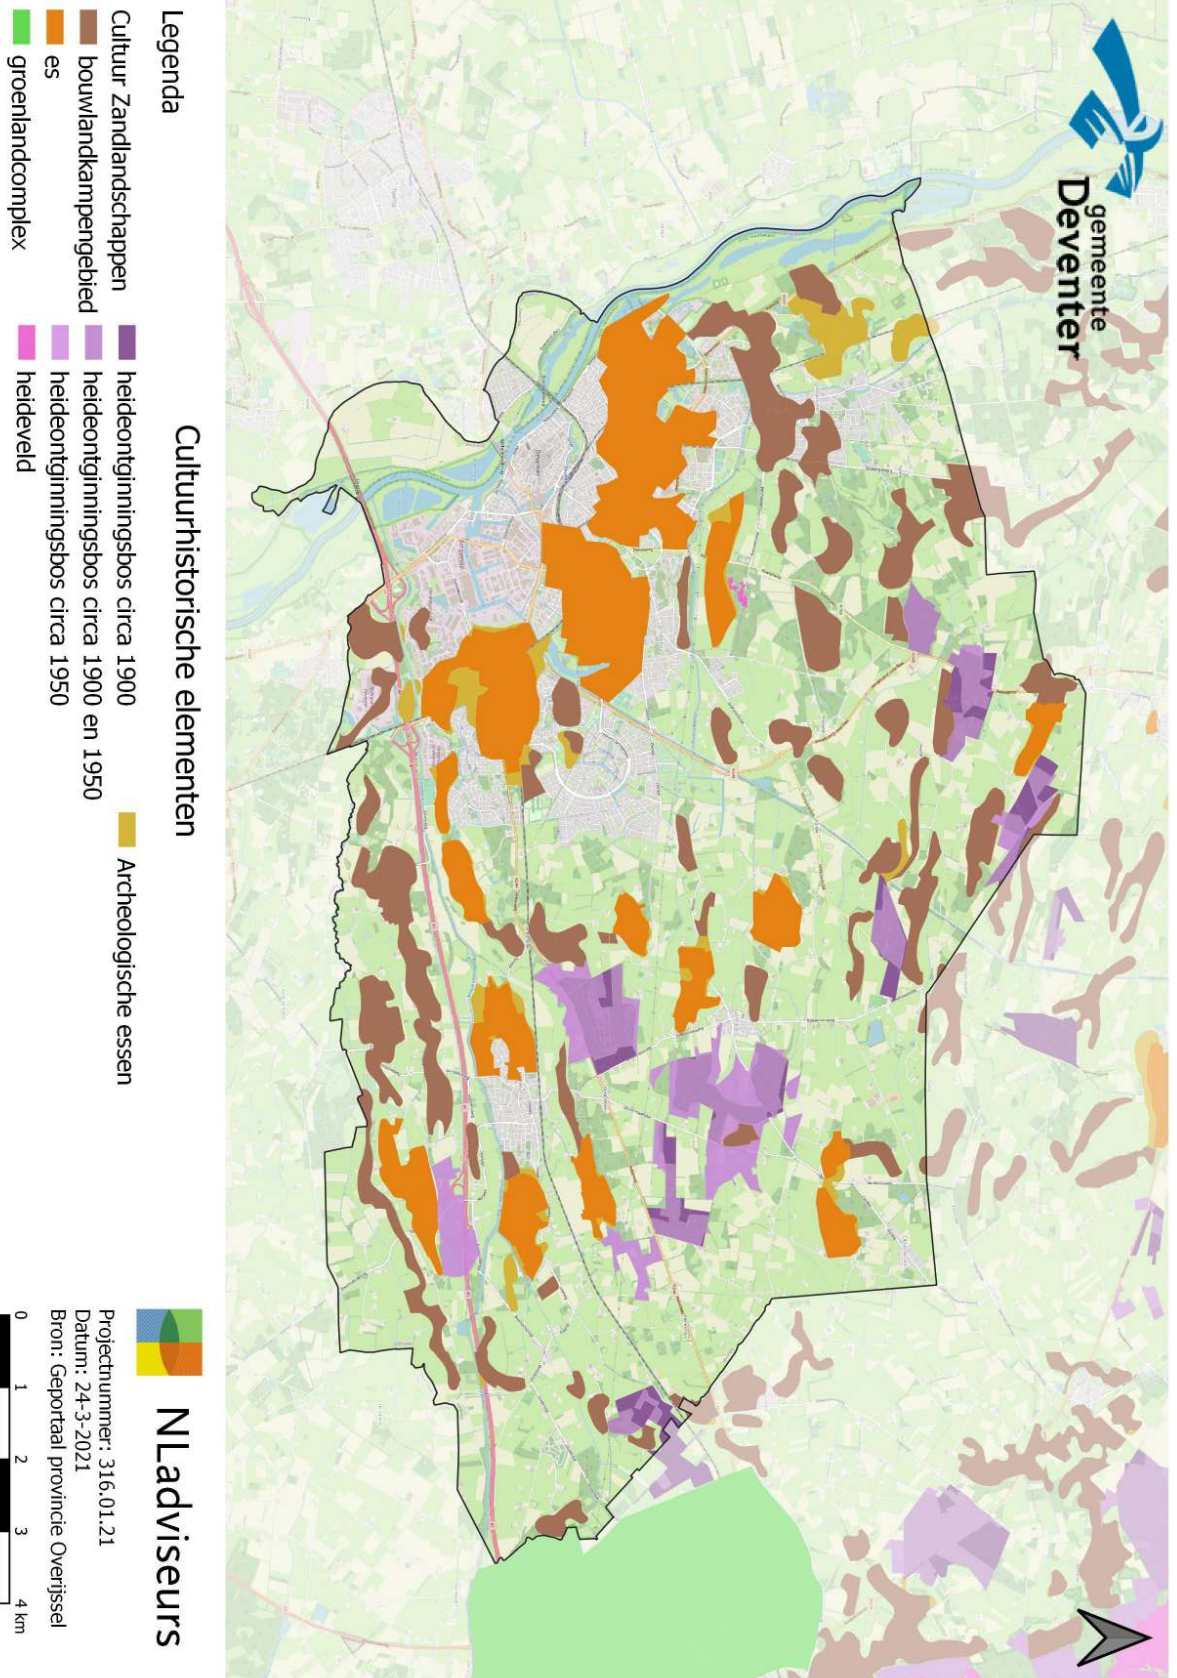 gemeente
Deventer
Legenda
Cultuurhistorische elementen
NLadviseurs
Cultuur Zandlandschappen
bouwlandkampengebied
es
groenlandcomplex
heideontginningsbos circa 1900
heideontginningsbos circa 1900 en 1950
heideontginningsbos circa 1950
heideveld
Archeologische essen
Projectnummer: 316.01.21
Datum: 24-3-2021
Bron: Geportaal provincie Overijssel
0 1 2 3 4 km